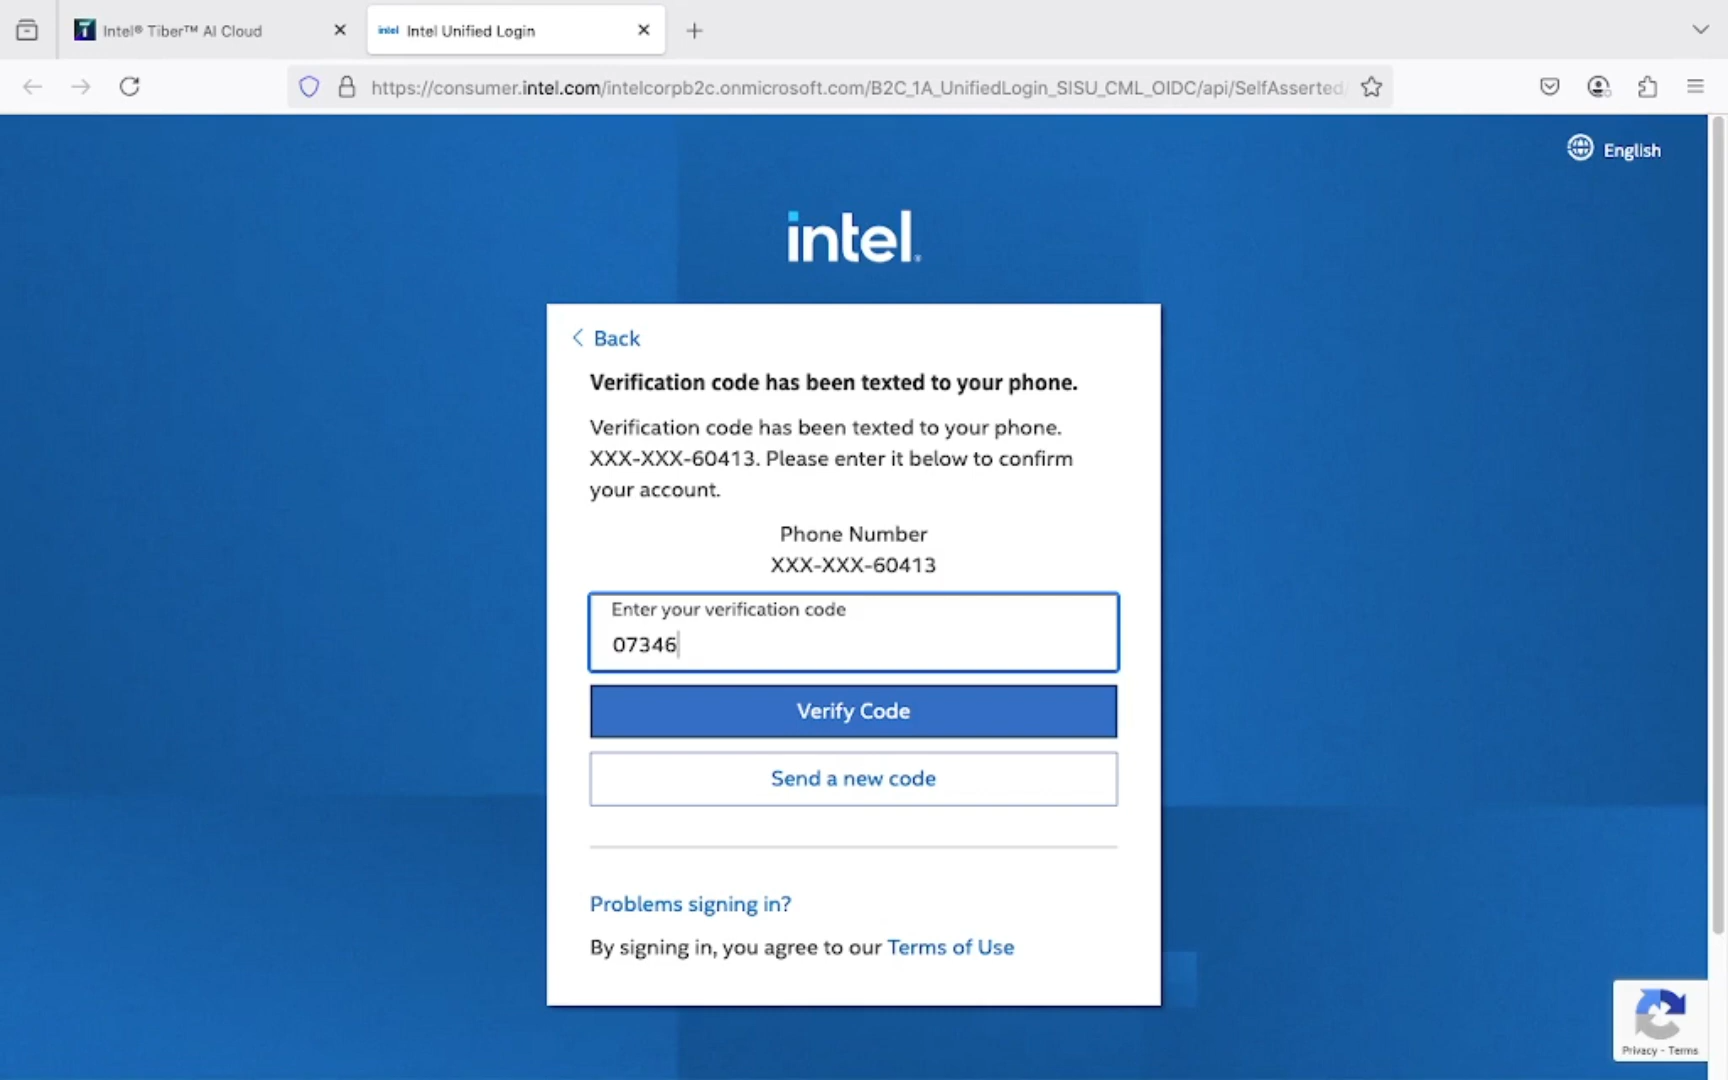 Intel® Tiber™ AI Cloud
intel Intel Unified Login
https://consumer.intel.com/intelcorpb2c.onmicrosoft.com/B2C_1A_UnifiedLogin_SISU_CML_OIDC/api/SelfAsserted/
English
intel.
Back
Verification code has been texted to your phone.
Verification code has been texted to your phone.
XXX-XXX-60413. Please enter it below to confirm
your account.
Phone Number
XXX-XXX-60413
Enter your verification code
07346
Verify Code
Send a new code
Problems signing in?
By signing in, you agree to our Terms of Use
Privacy - Terms